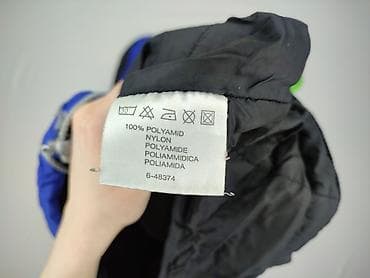 100% POLYAMID
NYLON
POLYAMIDE
POLIAMMIDICA
POLIAMIDA
6-48374